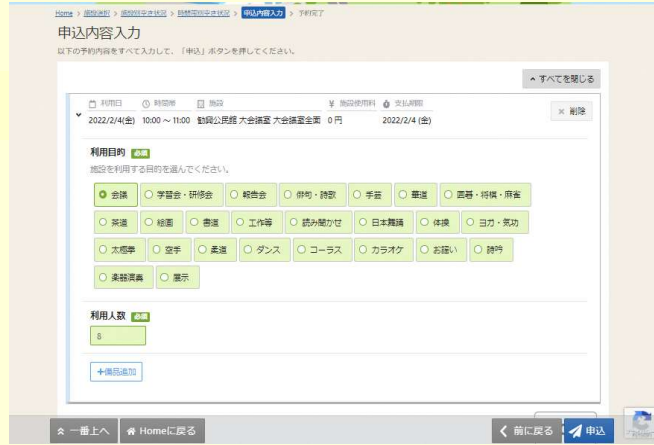 Home > 施設選択 > 施設別空き状況 > 時間帯別空き状況 > 申込内容入力 > 予約完了
申込内容入力
以下の予約内容をすべて入力して、「申込」ボタンを押してください。
すべてを閉じる
利用日 時間帯 施設 ¥ 施設使用料 支払期限
2022/2/4(金) 10:00～11:00 勧興公民館 大会議室 大会議室全面 0円 2022/2/4 (金)
× 削除
利用目的 必須
施設を利用する目的を選んでください。
会議 学習会・研修会 報告会 俳句・詩歌 手芸 華道 囲碁・将棋・麻雀
茶道 絵画 書道 工作等 読み聞かせ 日本舞踊 体操 ヨガ・気功
太極拳 空手 柔道 ダンス コーラス カラオケ お謡い 詩吟
楽器演奏 展示
利用人数 必須
5
+備品追加
一番上へ Homeに戻る 前に戻る 申込